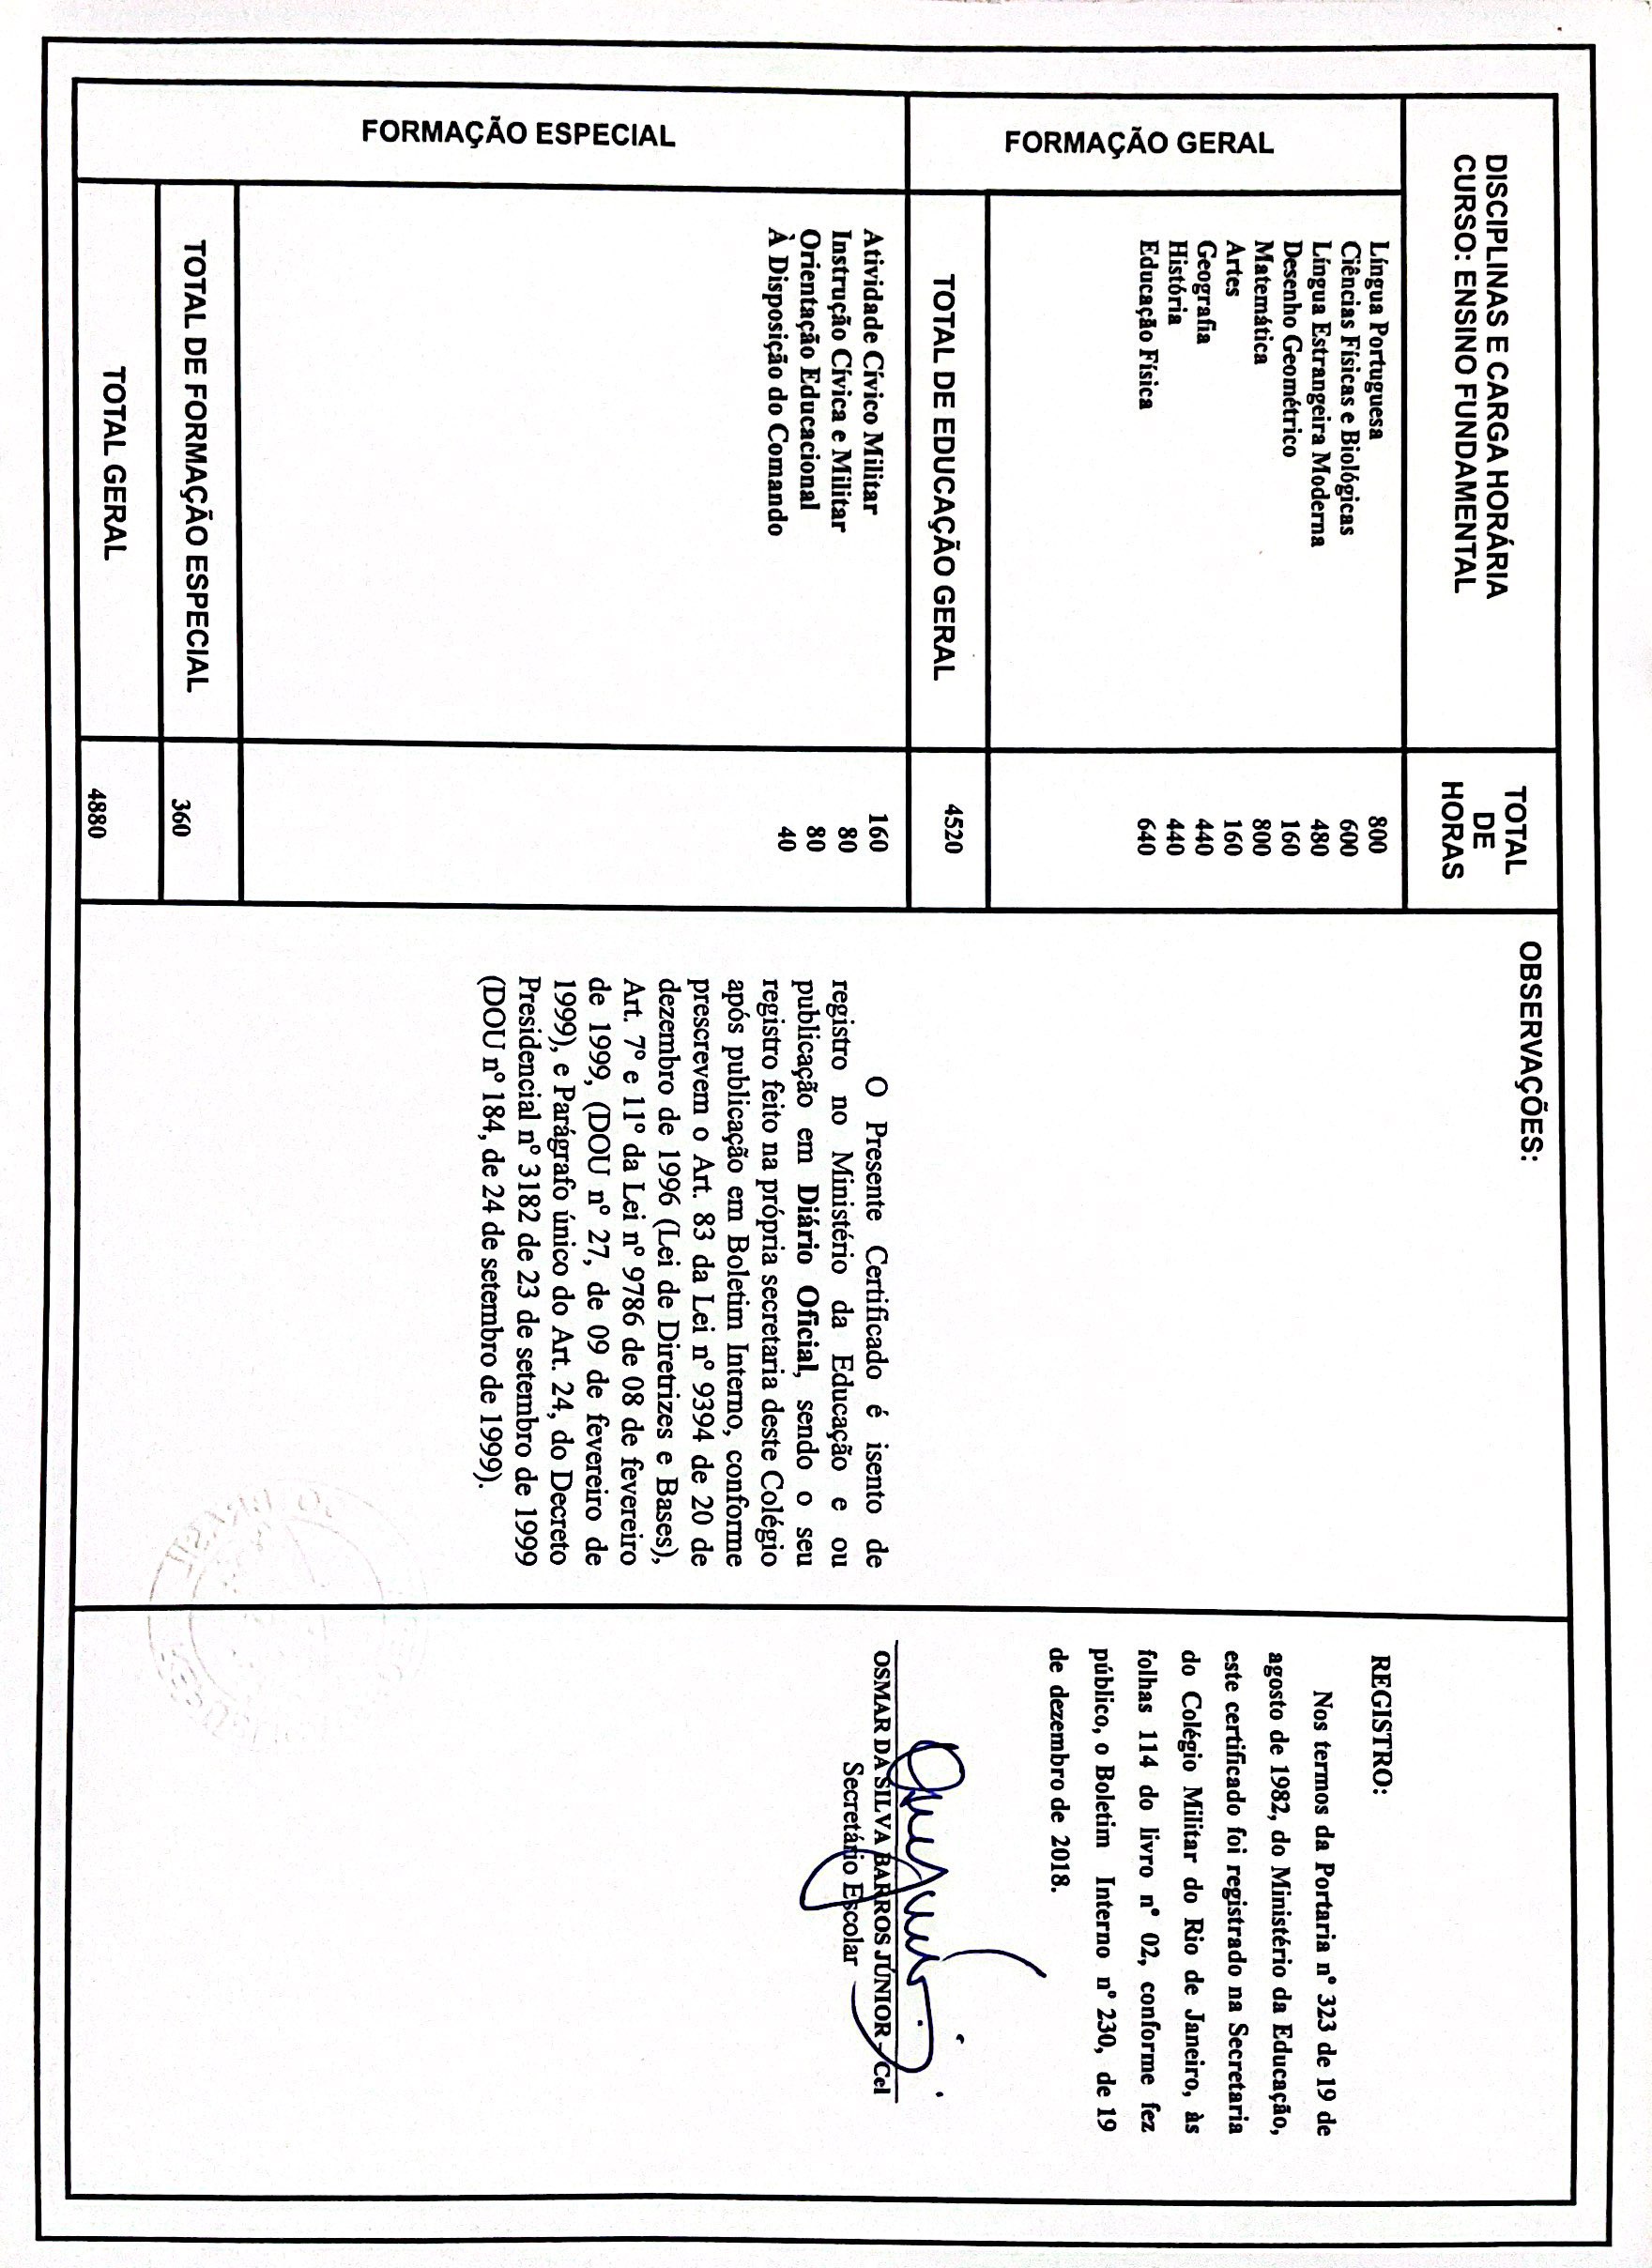 DISCIPLINAS E CARGA HORÁRIA
CURSO: ENSINO FUNDAMENTAL
TOTAL
DE
HORAS
FORMAÇÃO GERAL
Língua Portuguesa 800
Ciências Físicas e Biológicas 600
Língua Estrangeira Moderna 480
Desenho Geométrico 160
Matemática 800
Artes 160
Geografia 440
História 440
Educação Física 640
TOTAL DE EDUCAÇÃO GERAL 4520
FORMAÇÃO ESPECIAL
Atividade Cívico Militar 160
Instrução Cívica e Militar 80
Orientação Educacional 80
À Disposição do Comando 40
TOTAL DE FORMAÇÃO ESPECIAL 360
TOTAL GERAL 4880
OBSERVAÇÕES:
O Presente Certificado é isento de
registro no Ministério da Educação e ou
publicação em Diário Oficial, sendo o seu
registro feito na própria secretaria deste Colégio
após publicação em Boletim Interno, conforme
prescrevem o Art. 83 da Lei nº 9394 de 20 de
dezembro de 1996 (Lei de Diretrizes e Bases),
Art. 7º e 11º da Lei nº 9786 de 08 de fevereiro
de 1999, (DOU nº 27, de 09 de fevereiro de
1999), e Parágrafo único do Art. 24, do Decreto
Presidencial nº 3182 de 23 de setembro de 1999
(DOU nº 184, de 24 de setembro de 1999).
REGISTRO:
Nos termos da Portaria nº 323 de 19 de
agosto de 1982, do Ministério da Educação,
este certificado foi registrado na Secretaria
do Colégio Militar do Rio de Janeiro, às
folhas 114 do livro nº 02, conforme fez
público, o Boletim Interno nº 230, de 19
de dezembro de 2018.
OSMAR DA SILVA BARROS JÚNIOR - Cel
Secretário Escolar